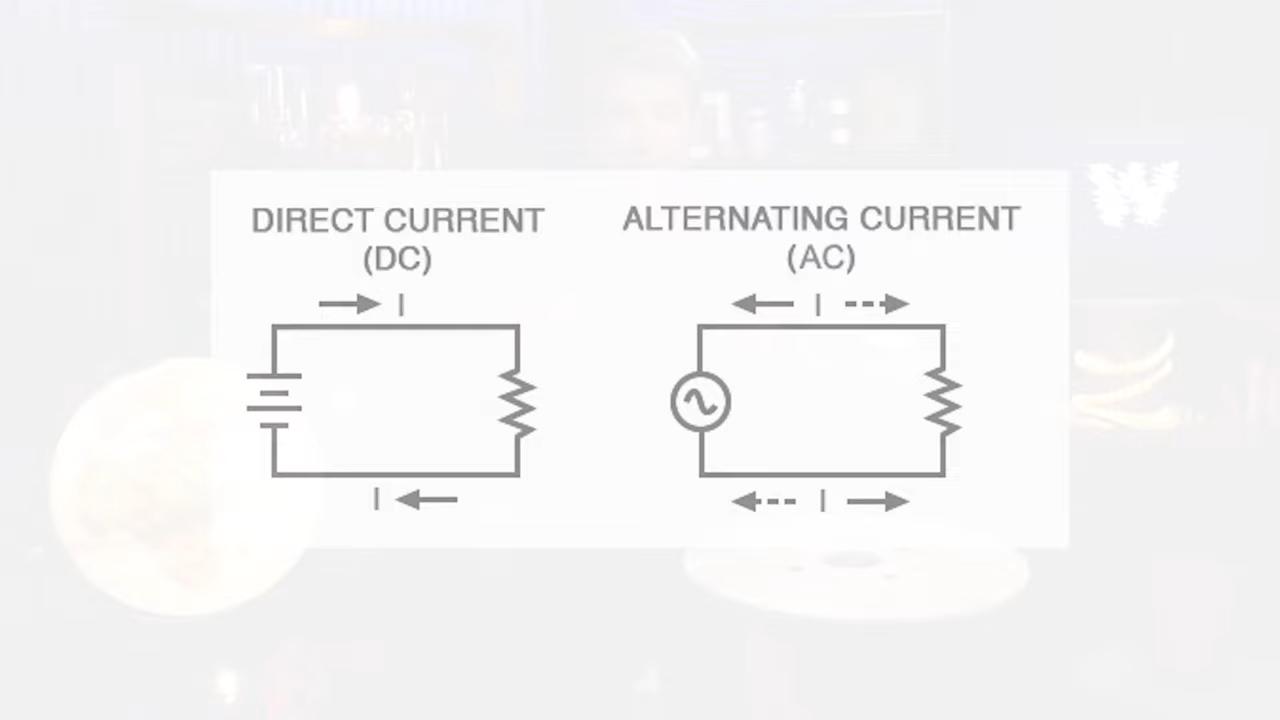 DIRECT CURRENT
(DC)
ALTERNATING CURRENT
(AC)
I
I
I
I
W